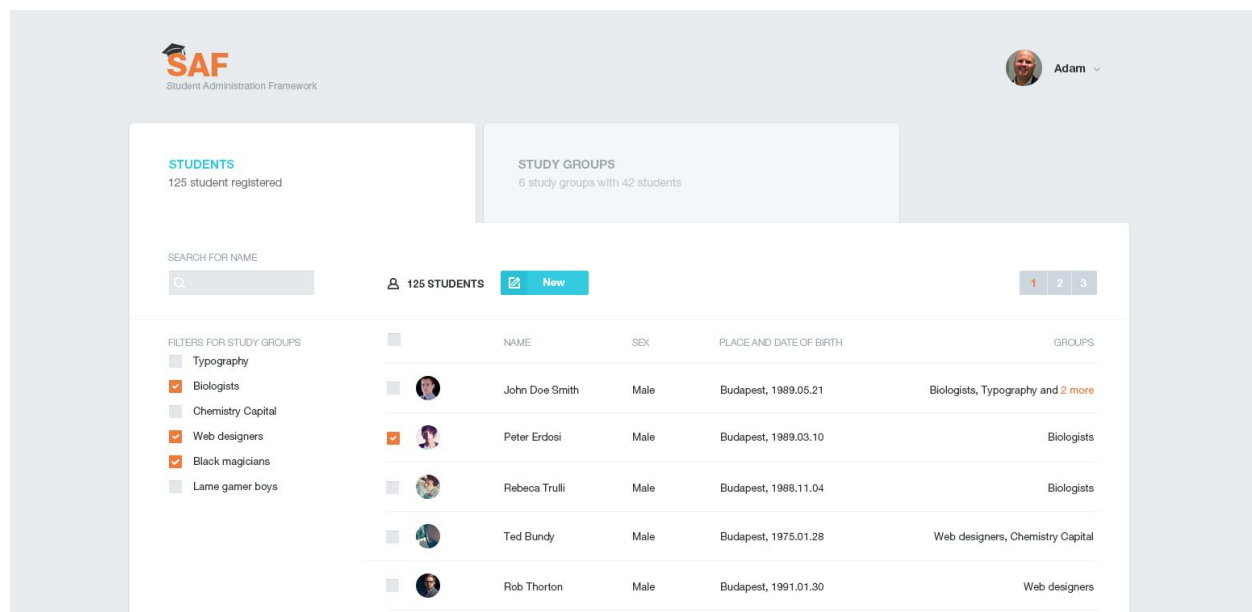 SAF
Student Administration Framework
Adam
STUDENTS
125 student registered
STUDY GROUPS
6 study groups with 42 students
SEARCH FOR NAME
125 STUDENTS
New
1 2 3
FILTERS FOR STUDY GROUPS
Typography
Biologists
Chemistry Capital
Web designers
Black magicians
Lame gamer boys
NAME SEX PLACE AND DATE OF BIRTH GROUPS
John Doe Smith Male Budapest, 1989.05.21 Biologists, Typography and 2 more
Peter Erdosi Male Budapest, 1989.03.10 Biologists
Rebeca Trulli Male Budapest, 1988.11.04 Biologists
Ted Bundy Male Budapest, 1975.01.28 Web designers, Chemistry Capital
Rob Thorton Male Budapest, 1991.01.30 Web designers